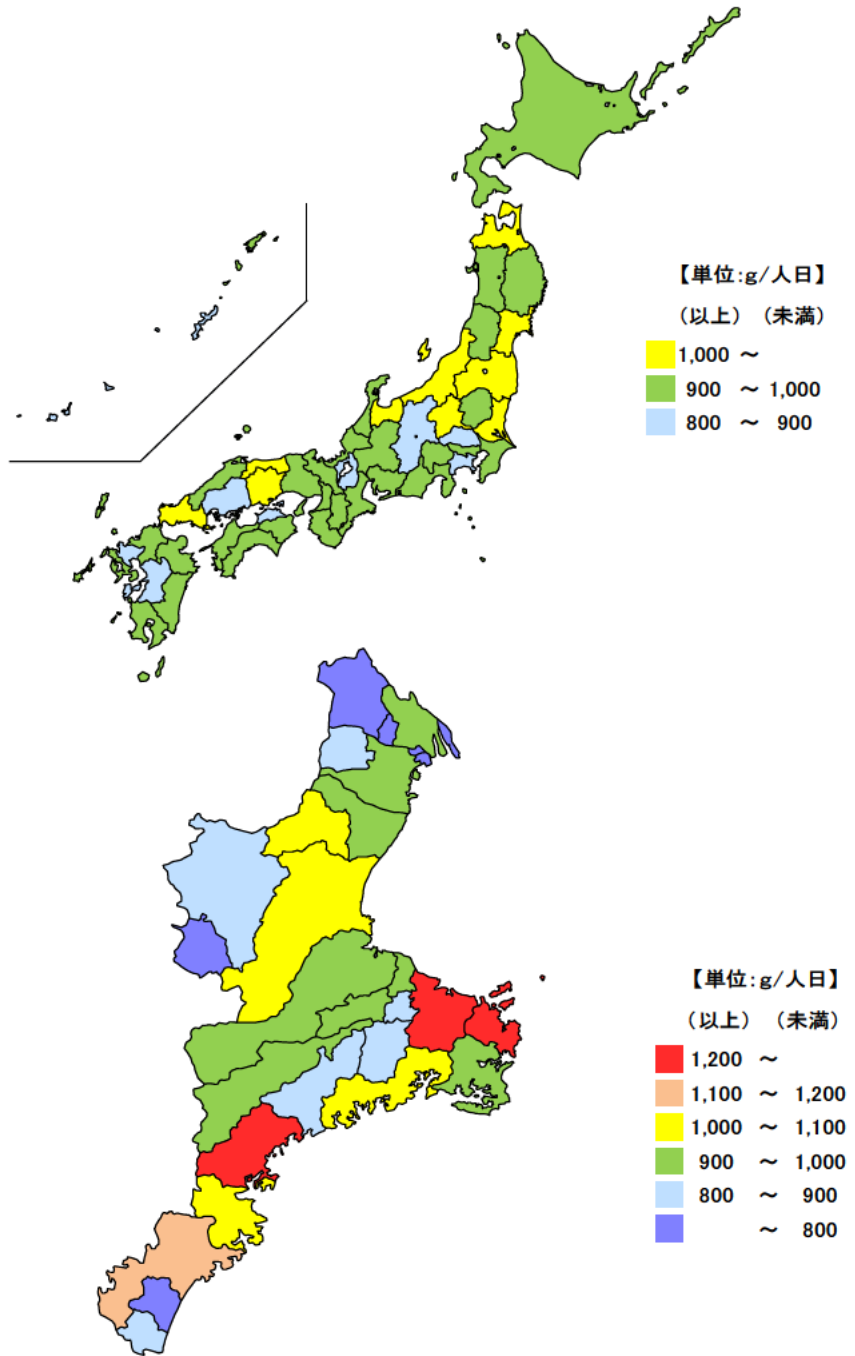 【単位:g/人日】
(以上) (未満)
1,000 ～
900 ～ 1,000
800 ～ 900
【単位:g/人日】
(以上) (未満)
1,200 ～
1,100 ～ 1,200
1,000 ～ 1,100
900 ～ 1,000
800 ～ 900
～ 800